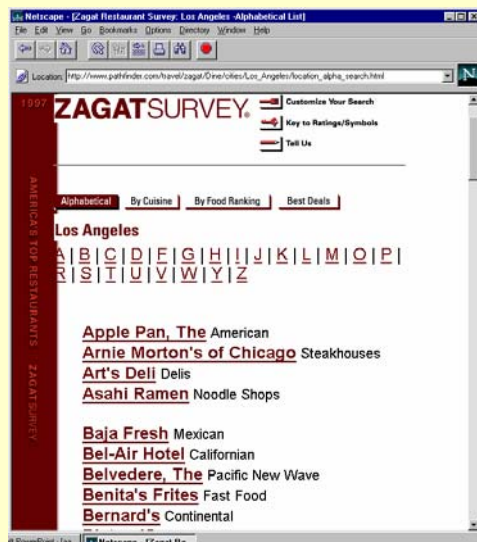 Netscape - [Zagat Restaurant Survey: Los Angeles -Alphabetical List]
File Edit View Go Bookmarks Options Directory Window Help
Location: http://www.pathfinder.com/travel/zagat/Dine/cities/Los_Angeles/location_alpha_search.html
N
1997
AMERICA'S TOP RESTAURANTS ZAGATSURVEY
ZAGATSURVEY®
Customize Your Search
Key to Ratings/Symbols
Tell Us
Alphabetical By Cuisine By Food Ranking Best Deals
Los Angeles
A | B | C | D | F | G | H | I | J | K | L | M | O | P |
R | S | T | U | V | W | Y | Z
Apple Pan, The American
Arnie Morton's of Chicago Steakhouses
Art's Deli Delis
Asahi Ramen Noodle Shops
Baja Fresh Mexican
Bel-Air Hotel Californian
Belvedere, The Pacific New Wave
Benita's Frites Fast Food
Bernard's Continental
Netscape - [Zagat Re...